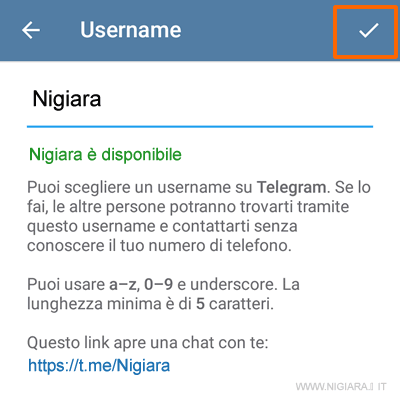 Username
Nigiara
Nigiara è disponibile
Puoi scegliere un username su Telegram. Se lo
fai, le altre persone potranno trovarti tramite
questo username e contattarti senza
conoscere il tuo numero di telefono.
Puoi usare a–z, 0–9 e underscore. La
lunghezza minima è di 5 caratteri.
Questo link apre una chat con te:
https://t.me/Nigiara
WWW.NIGIARA.IT